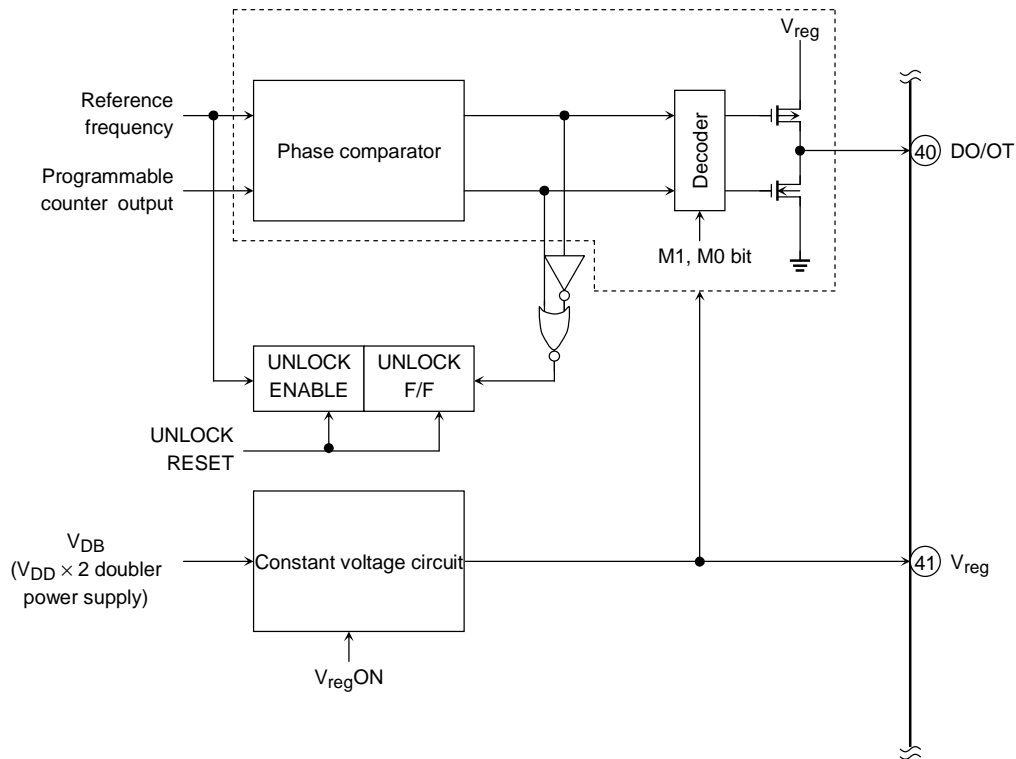 Vreg
Reference
frequency
Phase comparator
Decoder
40 DO/OT
Programmable
counter output
M1, M0 bit
UNLOCK
ENABLE
UNLOCK
F/F
UNLOCK
RESET
VDB
(VDD × 2 doubler
power supply)
Constant voltage circuit
41 Vreg
VregON